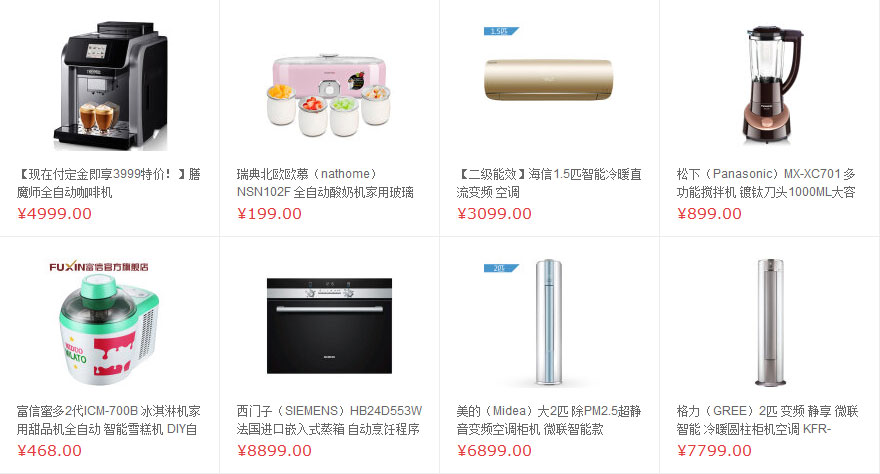 1.5匹
【现在付定金即享3999特价！】膳
魔师全自动咖啡机
¥4999.00
瑞典北欧欧慕（nathome）
NSN102F 全自动酸奶机家用玻璃
¥199.00
【二级能效】海信1.5匹智能冷暖直
流变频 空调
¥3099.00
松下（Panasonic）MX-XC701 多
功能搅拌机 镀钛刀头1000ML大容
¥899.00
FUXIN富信官方旗舰店
2匹
SIEMENS
富信蜜多2代ICM-700B 冰淇淋机家
用甜品机全自动 智能雪糕机 DIY自
¥468.00
西门子（SIEMENS）HB24D553W
法国进口嵌入式蒸箱 自动烹饪程序
¥8899.00
美的（Midea）大2匹 除PM2.5超静
音变频空调柜机 微联智能款
¥6899.00
格力（GREE）2匹 变频 静享 微联
智能 冷暖圆柱柜机空调 KFR-
¥7799.00